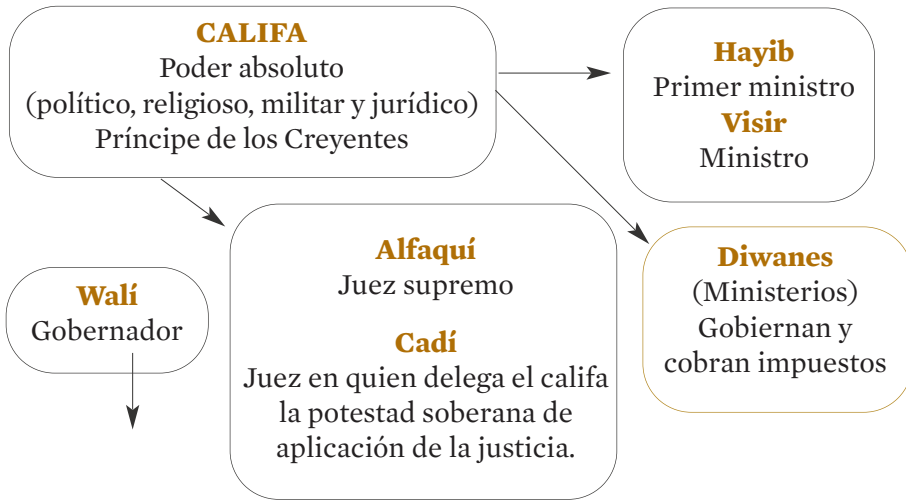 CALIFA
Poder absoluto
(político, religioso, militar y jurídico)
Príncipe de los Creyentes
Hayib
Primer ministro
Visir
Ministro
Walí
Gobernador
Alfaquí
Juez supremo
Cadí
Juez en quien delega el califa
la potestad soberana de
aplicación de la justicia.
Diwanes
(Ministerios)
Gobiernan y
cobran impuestos